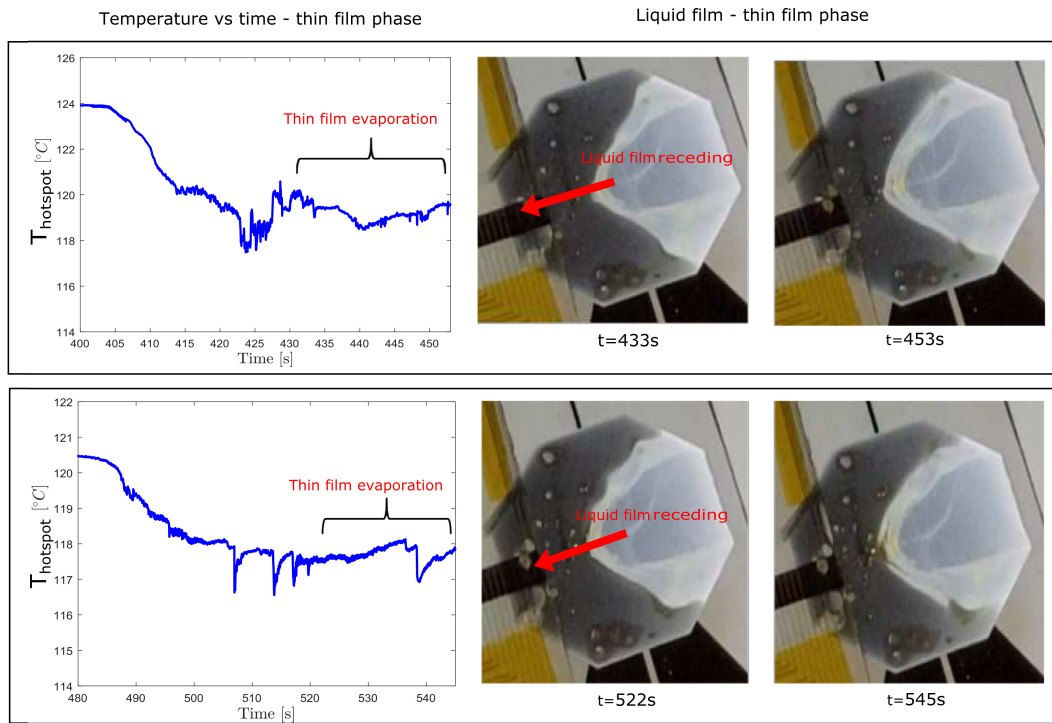 Temperature vs time - thin film phase
Liquid film - thin film phase
126
124
122
120
118
116
114
T hotspot [°C]
Thin film evaporation
400 405 410 415 420 425 430 435 440 445 450
Time [s]
Liquid film receding
t=433s
t=453s
122
121
120
119
118
117
116
115
114
T hotspot [°C]
Thin film evaporation
480 490 500 510 520 530 540
Time [s]
Liquid film receding
t=522s
t=545s